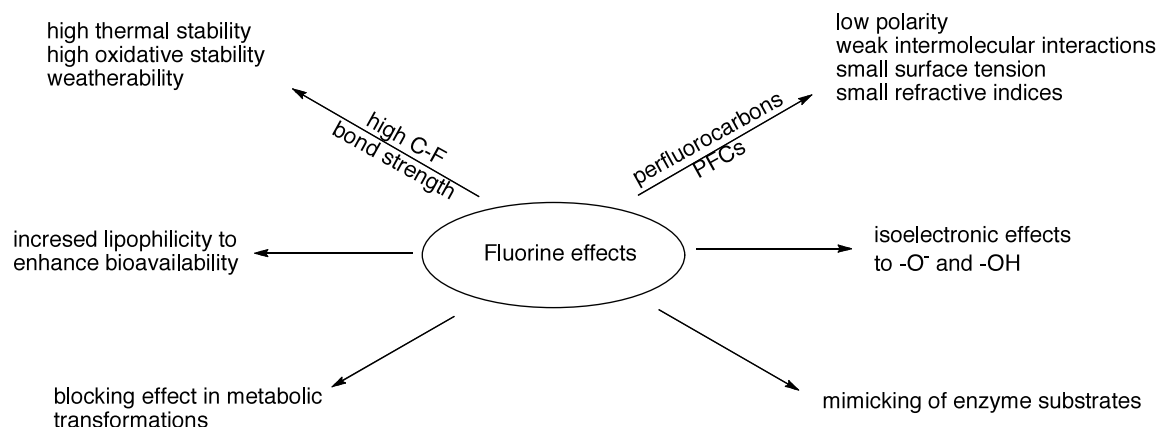 high thermal stability
high oxidative stability
weatherability
low polarity
weak intermolecular interactions
small surface tension
small refractive indices
high C-F
bond strength
perfluorocarbons
PFCs
incresed lipophilicity to
enhance bioavailability
Fluorine effects
isoelectronic effects
to -O⁻ and -OH
blocking effect in metabolic
transformations
mimicking of enzyme substrates